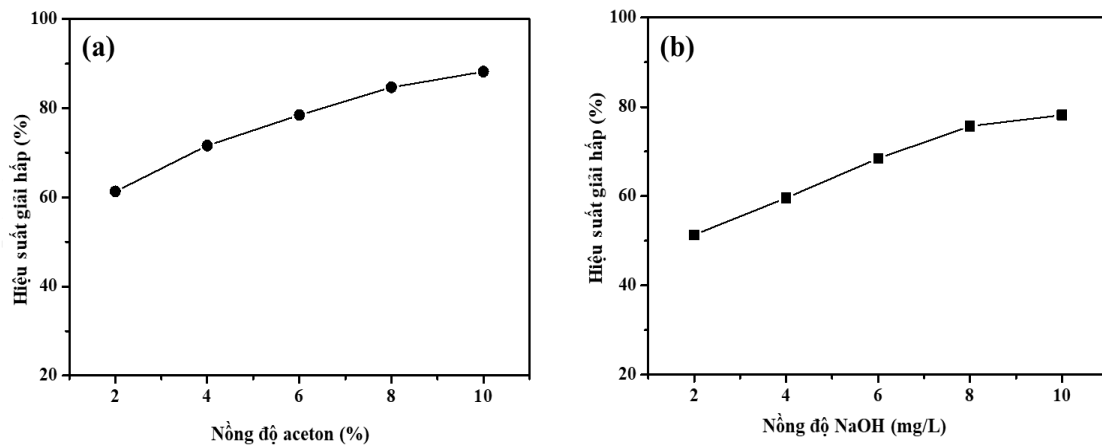 (a)
Hiệu suất giải hấp (%)
100
80
60
40
20
2 4 6 8 10
Nồng độ aceton (%)
(b)
Hiệu suất giải hấp (%)
100
80
60
40
20
2 4 6 8 10
Nồng độ NaOH (mg/L)